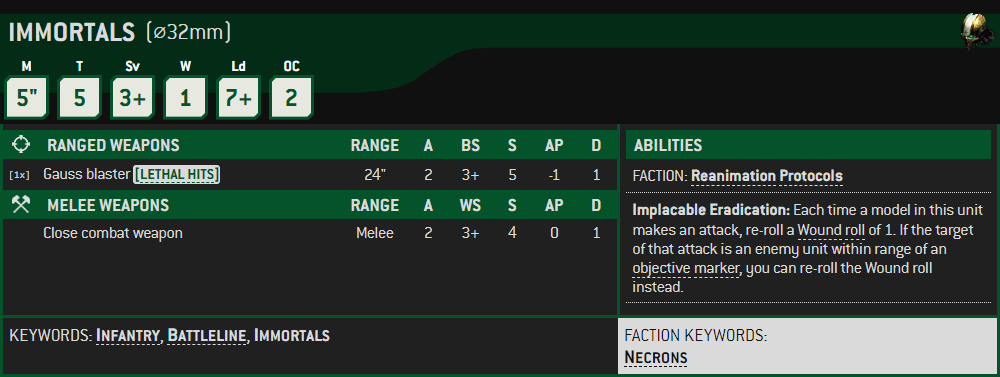 IMMORTALS (⌀32mm)
M T Sv W Ld OC
5" 5 3+ 1 7+ 2
RANGED WEAPONS RANGE A BS S AP D
[1x] Gauss blaster [LETHAL HITS] 24" 2 3+ 5 -1 1
MELEE WEAPONS RANGE A WS S AP D
Close combat weapon Melee 2 3+ 4 0 1
ABILITIES
FACTION: Reanimation Protocols
Implacable Eradication: Each time a model in this unit
makes an attack, re-roll a Wound roll of 1. If the target
of that attack is an enemy unit within range of an
objective marker, you can re-roll the Wound roll
instead.
KEYWORDS: INFANTRY, BATTLELINE, IMMORTALS
FACTION KEYWORDS:
NECRONS